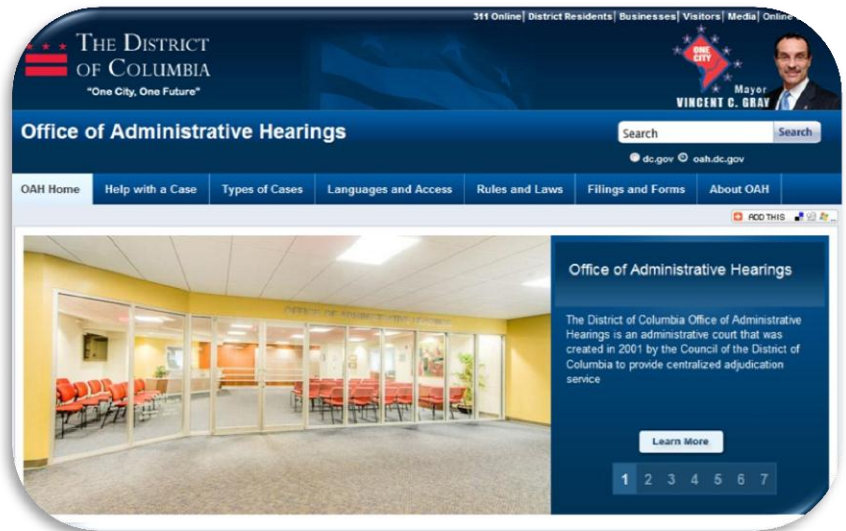 311 Online| District Residents| Businesses| Visitors| Media| Online
THE DISTRICT
OF COLUMBIA
"One City, One Future"
ONE
CITY
Mayor
VINCENT C. GRAY
Office of Administrative Hearings
Search
Search
dc.gov
oah.dc.gov
OAH Home
Help with a Case
Types of Cases
Languages and Access
Rules and Laws
Filings and Forms
About OAH
ADD THIS
OFFICE OF ADMINISTRATIVE HEARINGS
Office of Administrative Hearings
The District of Columbia Office of Administrative
Hearings is an administrative court that was
created in 2001 by the Council of the District of
Columbia to provide centralized adjudication
service
Learn More
1 2 3 4 5 6 7